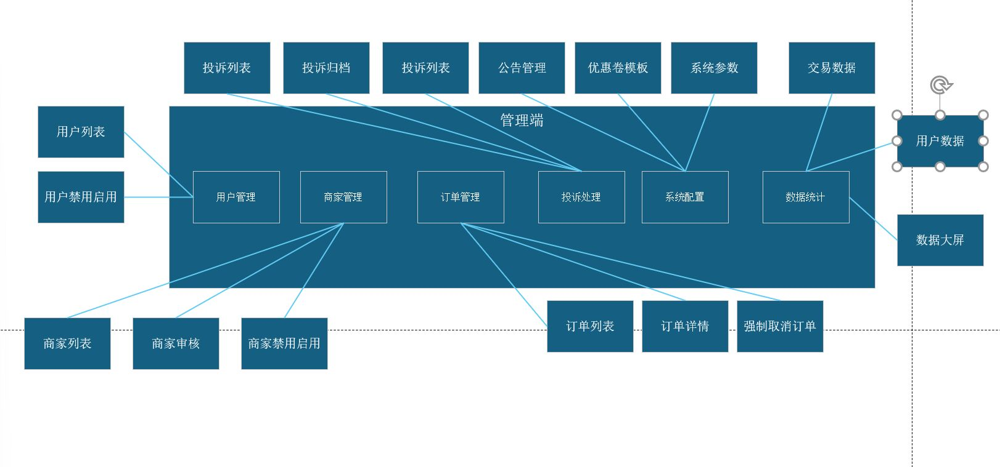 投诉列表
投诉归档
投诉列表
公告管理
优惠卷模板
系统参数
交易数据
用户列表
管理端
用户数据
用户禁用启用
用户管理
商家管理
订单管理
投诉处理
系统配置
数据统计
数据大屏
商家列表
商家审核
商家禁用启用
订单列表
订单详情
强制取消订单